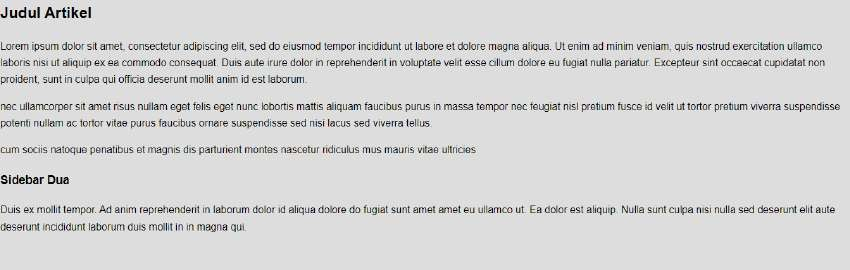 Judul Artikel
Lorem ipsum dolor sit amet, consectetur adipiscing elit, sed do eiusmod tempor incididunt ut labore et dolore magna aliqua. Ut enim ad minim veniam, quis nostrud exercitation ullamco
laboris nisi ut aliquip ex ea commodo consequat. Duis aute irure dolor in reprehenderit in voluptate velit esse cillum dolore eu fugiat nulla pariatur. Excepteur sint occaecat cupidatat non
proident, sunt in culpa qui officia deserunt mollit anim id est laborum.
nec ullamcorper sit amet risus nullam eget felis eget nunc lobortis mattis aliquam faucibus purus in massa tempor nec feugiat nisl pretium fusce id velit ut tortor pretium viverra suspendisse
potenti nullam ac tortor vitae purus faucibus ornare suspendisse sed nisi lacus sed viverra tellus.
cum sociis natoque penatibus et magnis dis parturient montes nascetur ridiculus mus mauris vitae ultricies
Sidebar Dua
Duis ex mollit tempor. Ad anim reprehenderit in laborum dolor id aliqua dolore do fugiat sunt amet amet eu ullamco ut. Ea dolor est aliquip. Nulla sunt culpa nisi nulla sed deserunt elit aute
deserunt incididunt laborum duis mollit in in magna qui.